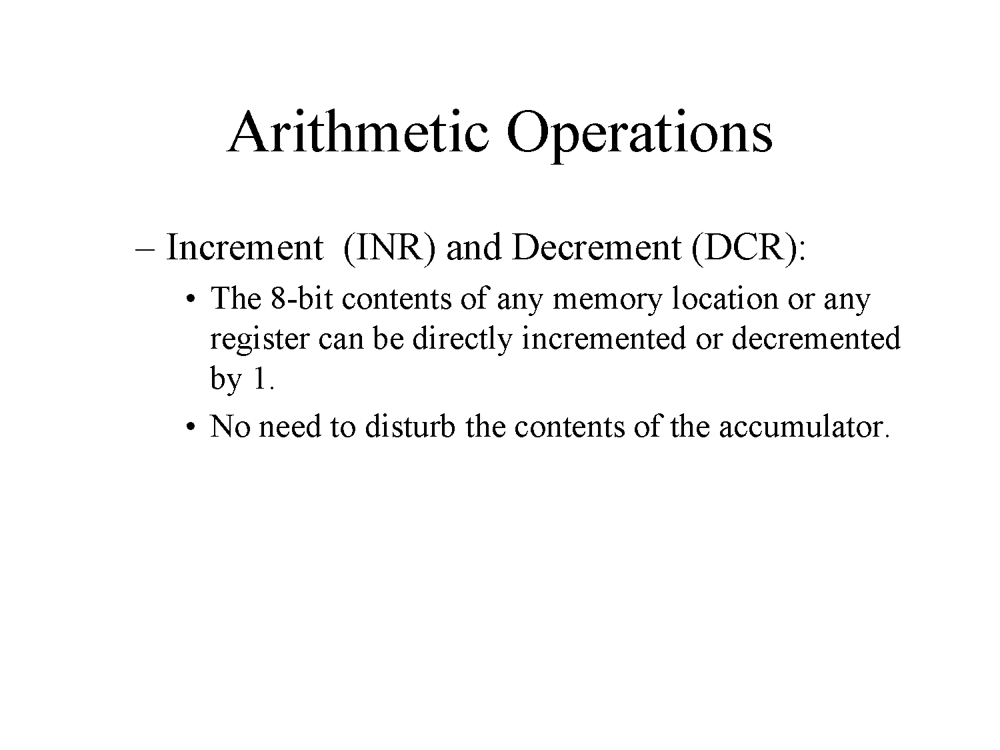 Arithmetic Operations
– Increment (INR) and Decrement (DCR):
• The 8-bit contents of any memory location or any
register can be directly incremented or decremented
by 1.
• No need to disturb the contents of the accumulator.